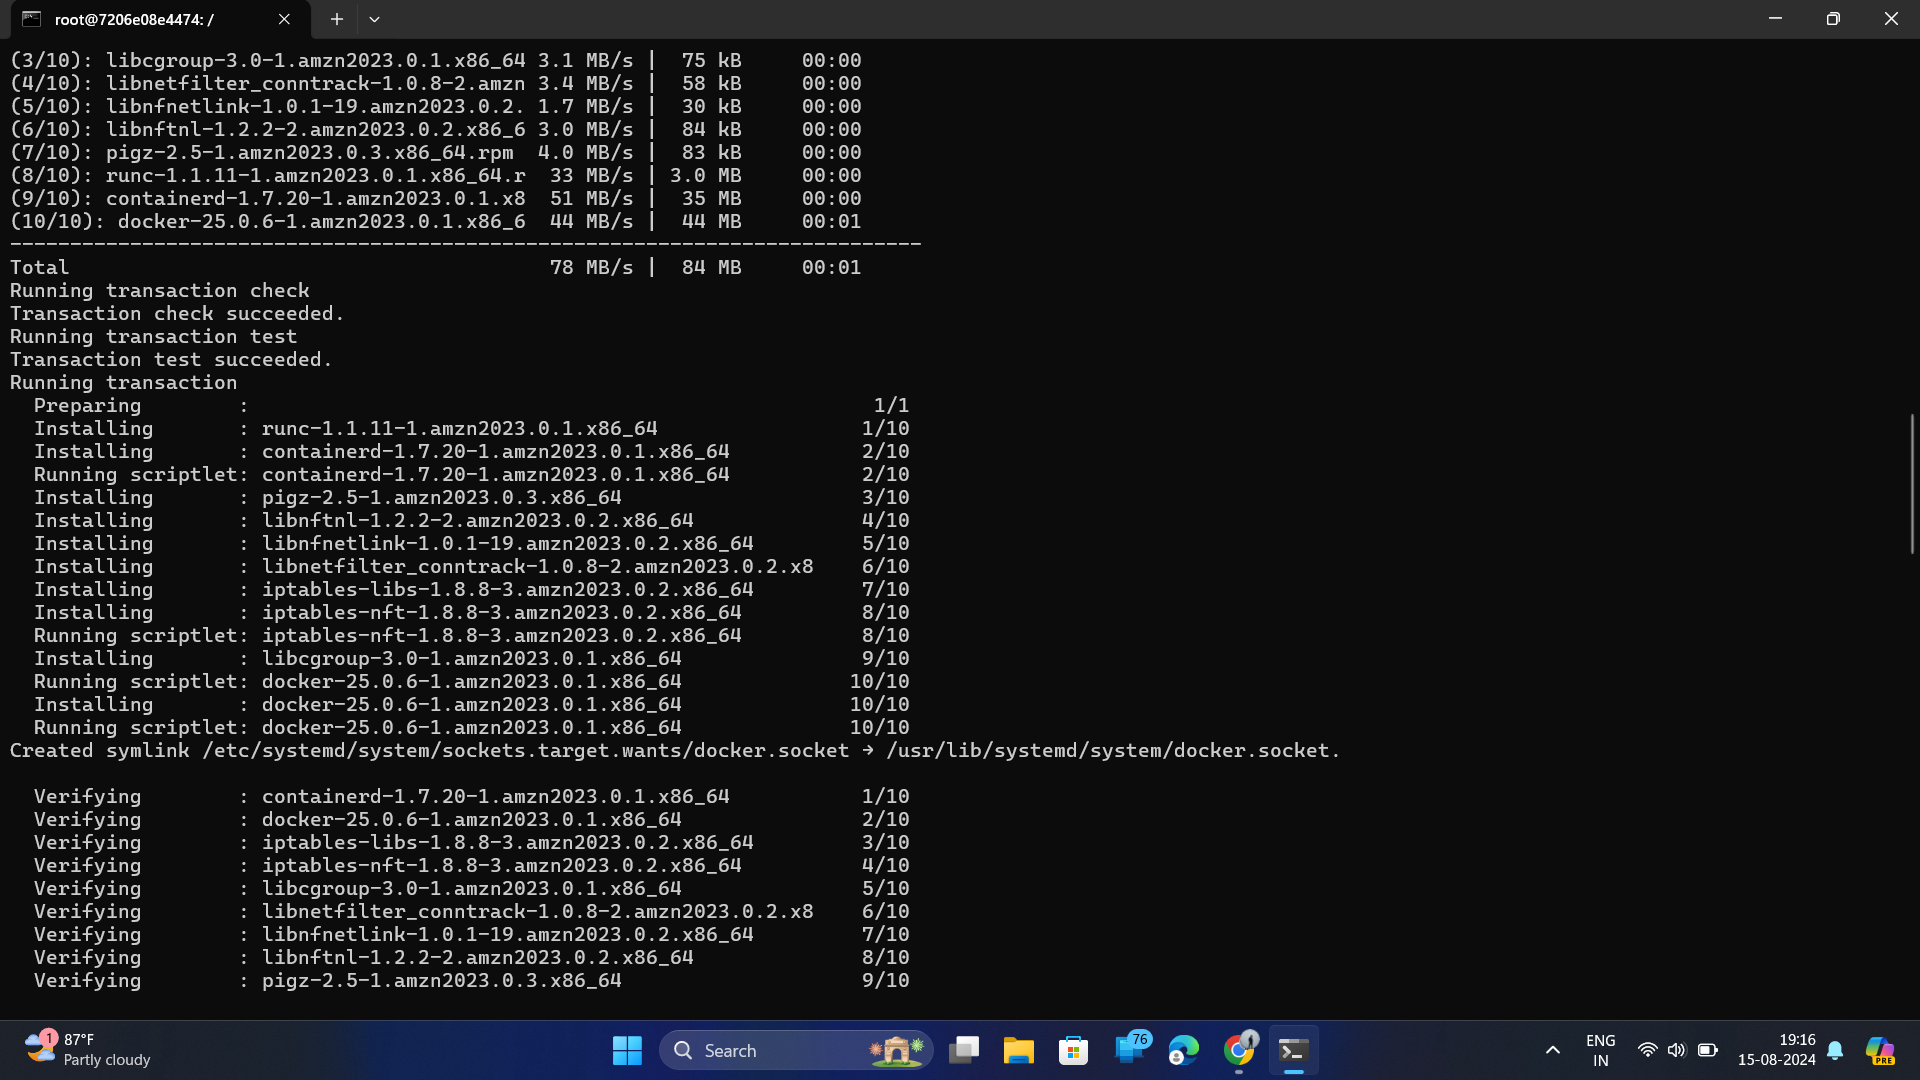 root@7206e08e4474: /
(3/10): libcgroup-3.0-1.amzn2023.0.1.x86_64 3.1 MB/s |  75 kB     00:00
(4/10): libnetfilter_conntrack-1.0.8-2.amzn 3.4 MB/s |  58 kB     00:00
(5/10): libnfnetlink-1.0.1-19.amzn2023.0.2. 1.7 MB/s |  30 kB     00:00
(6/10): libnftnl-1.2.2-2.amzn2023.0.2.x86_6 3.0 MB/s |  84 kB     00:00
(7/10): pigz-2.5-1.amzn2023.0.3.x86_64.rpm  4.0 MB/s |  83 kB     00:00
(8/10): runc-1.1.11-1.amzn2023.0.1.x86_64.r  33 MB/s | 3.0 MB     00:00
(9/10): containerd-1.7.20-1.amzn2023.0.1.x8  51 MB/s |  35 MB     00:00
(10/10): docker-25.0.6-1.amzn2023.0.1.x86_6  44 MB/s |  44 MB     00:01
--------------------------------------------------------------------------------
Total                                        78 MB/s |  84 MB     00:01
Running transaction check
Transaction check succeeded.
Running transaction test
Transaction test succeeded.
Running transaction
  Preparing        :                                                    1/1
  Installing       : runc-1.1.11-1.amzn2023.0.1.x86_64                 1/10
  Installing       : containerd-1.7.20-1.amzn2023.0.1.x86_64           2/10
  Running scriptlet: containerd-1.7.20-1.amzn2023.0.1.x86_64           2/10
  Installing       : pigz-2.5-1.amzn2023.0.3.x86_64                    3/10
  Installing       : libnftnl-1.2.2-2.amzn2023.0.2.x86_64              4/10
  Installing       : libnfnetlink-1.0.1-19.amzn2023.0.2.x86_64         5/10
  Installing       : libnetfilter_conntrack-1.0.8-2.amzn2023.0.2.x8    6/10
  Installing       : iptables-libs-1.8.8-3.amzn2023.0.2.x86_64         7/10
  Installing       : iptables-nft-1.8.8-3.amzn2023.0.2.x86_64          8/10
  Running scriptlet: iptables-nft-1.8.8-3.amzn2023.0.2.x86_64          8/10
  Installing       : libcgroup-3.0-1.amzn2023.0.1.x86_64               9/10
  Running scriptlet: docker-25.0.6-1.amzn2023.0.1.x86_64              10/10
  Installing       : docker-25.0.6-1.amzn2023.0.1.x86_64              10/10
  Running scriptlet: docker-25.0.6-1.amzn2023.0.1.x86_64              10/10
Created symlink /etc/systemd/system/sockets.target.wants/docker.socket → /usr/lib/systemd/system/docker.socket.
  Verifying        : containerd-1.7.20-1.amzn2023.0.1.x86_64           1/10
  Verifying        : docker-25.0.6-1.amzn2023.0.1.x86_64               2/10
  Verifying        : iptables-libs-1.8.8-3.amzn2023.0.2.x86_64         3/10
  Verifying        : iptables-nft-1.8.8-3.amzn2023.0.2.x86_64          4/10
  Verifying        : libcgroup-3.0-1.amzn2023.0.1.x86_64               5/10
  Verifying        : libnetfilter_conntrack-1.0.8-2.amzn2023.0.2.x8    6/10
  Verifying        : libnfnetlink-1.0.1-19.amzn2023.0.2.x86_64         7/10
  Verifying        : libnftnl-1.2.2-2.amzn2023.0.2.x86_64              8/10
  Verifying        : pigz-2.5-1.amzn2023.0.3.x86_64                    9/10
1
87°F
Partly cloudy
Search
76
PRE
ENG
IN
19:16
15-08-2024